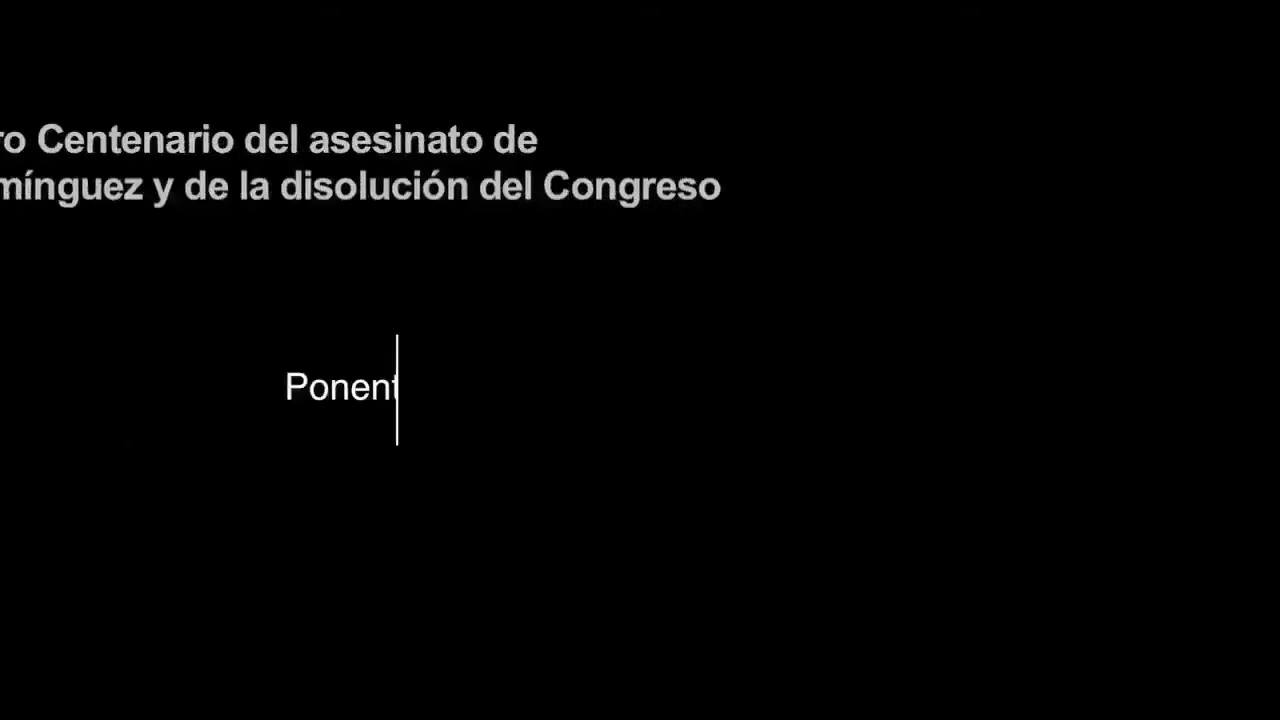 ro Centenario del asesinato de
mínguez y de la disolución del Congreso
Ponent